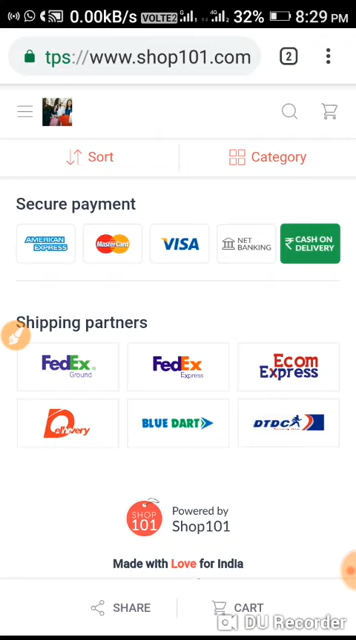 0.00kB/s VOLTE2 32% 8:29 PM
tps://www.shop101.com 2
Sort Category
Secure payment
AMERICAN EXPRESS MasterCard VISA NET BANKING ₹ CASH ON DELIVERY
Shipping partners
FedEx Ground FedEx Express Ecom Express
Delivery BLUE DART DTDC
SHOP 101 Powered by
Shop101
Made with Love for India
SHARE CART
DU Recorder